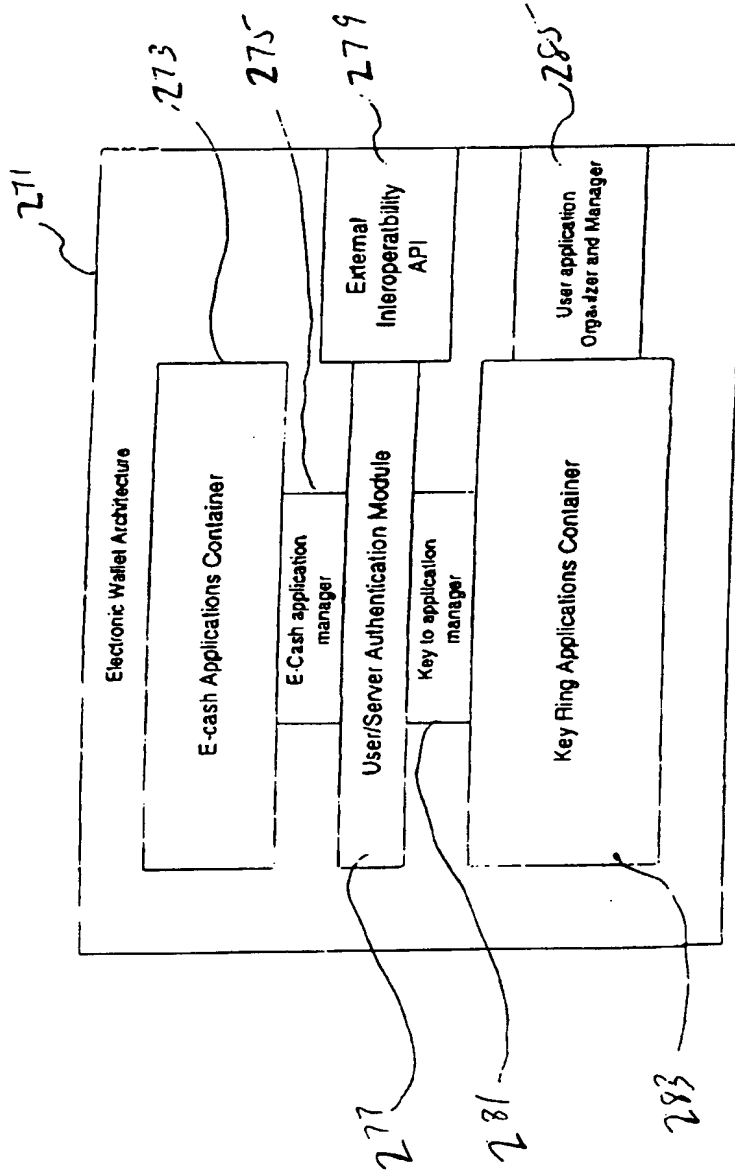 271
273
275
279
285
Electronic Wallet Architecture
E-cash Applications Container
E-Cash application
manager
User/Server Authentication Module
External
Interoperatbility
API
Key to application
manager
Key Ring Applications Container
User application
Organizer and Manager
277
281
283